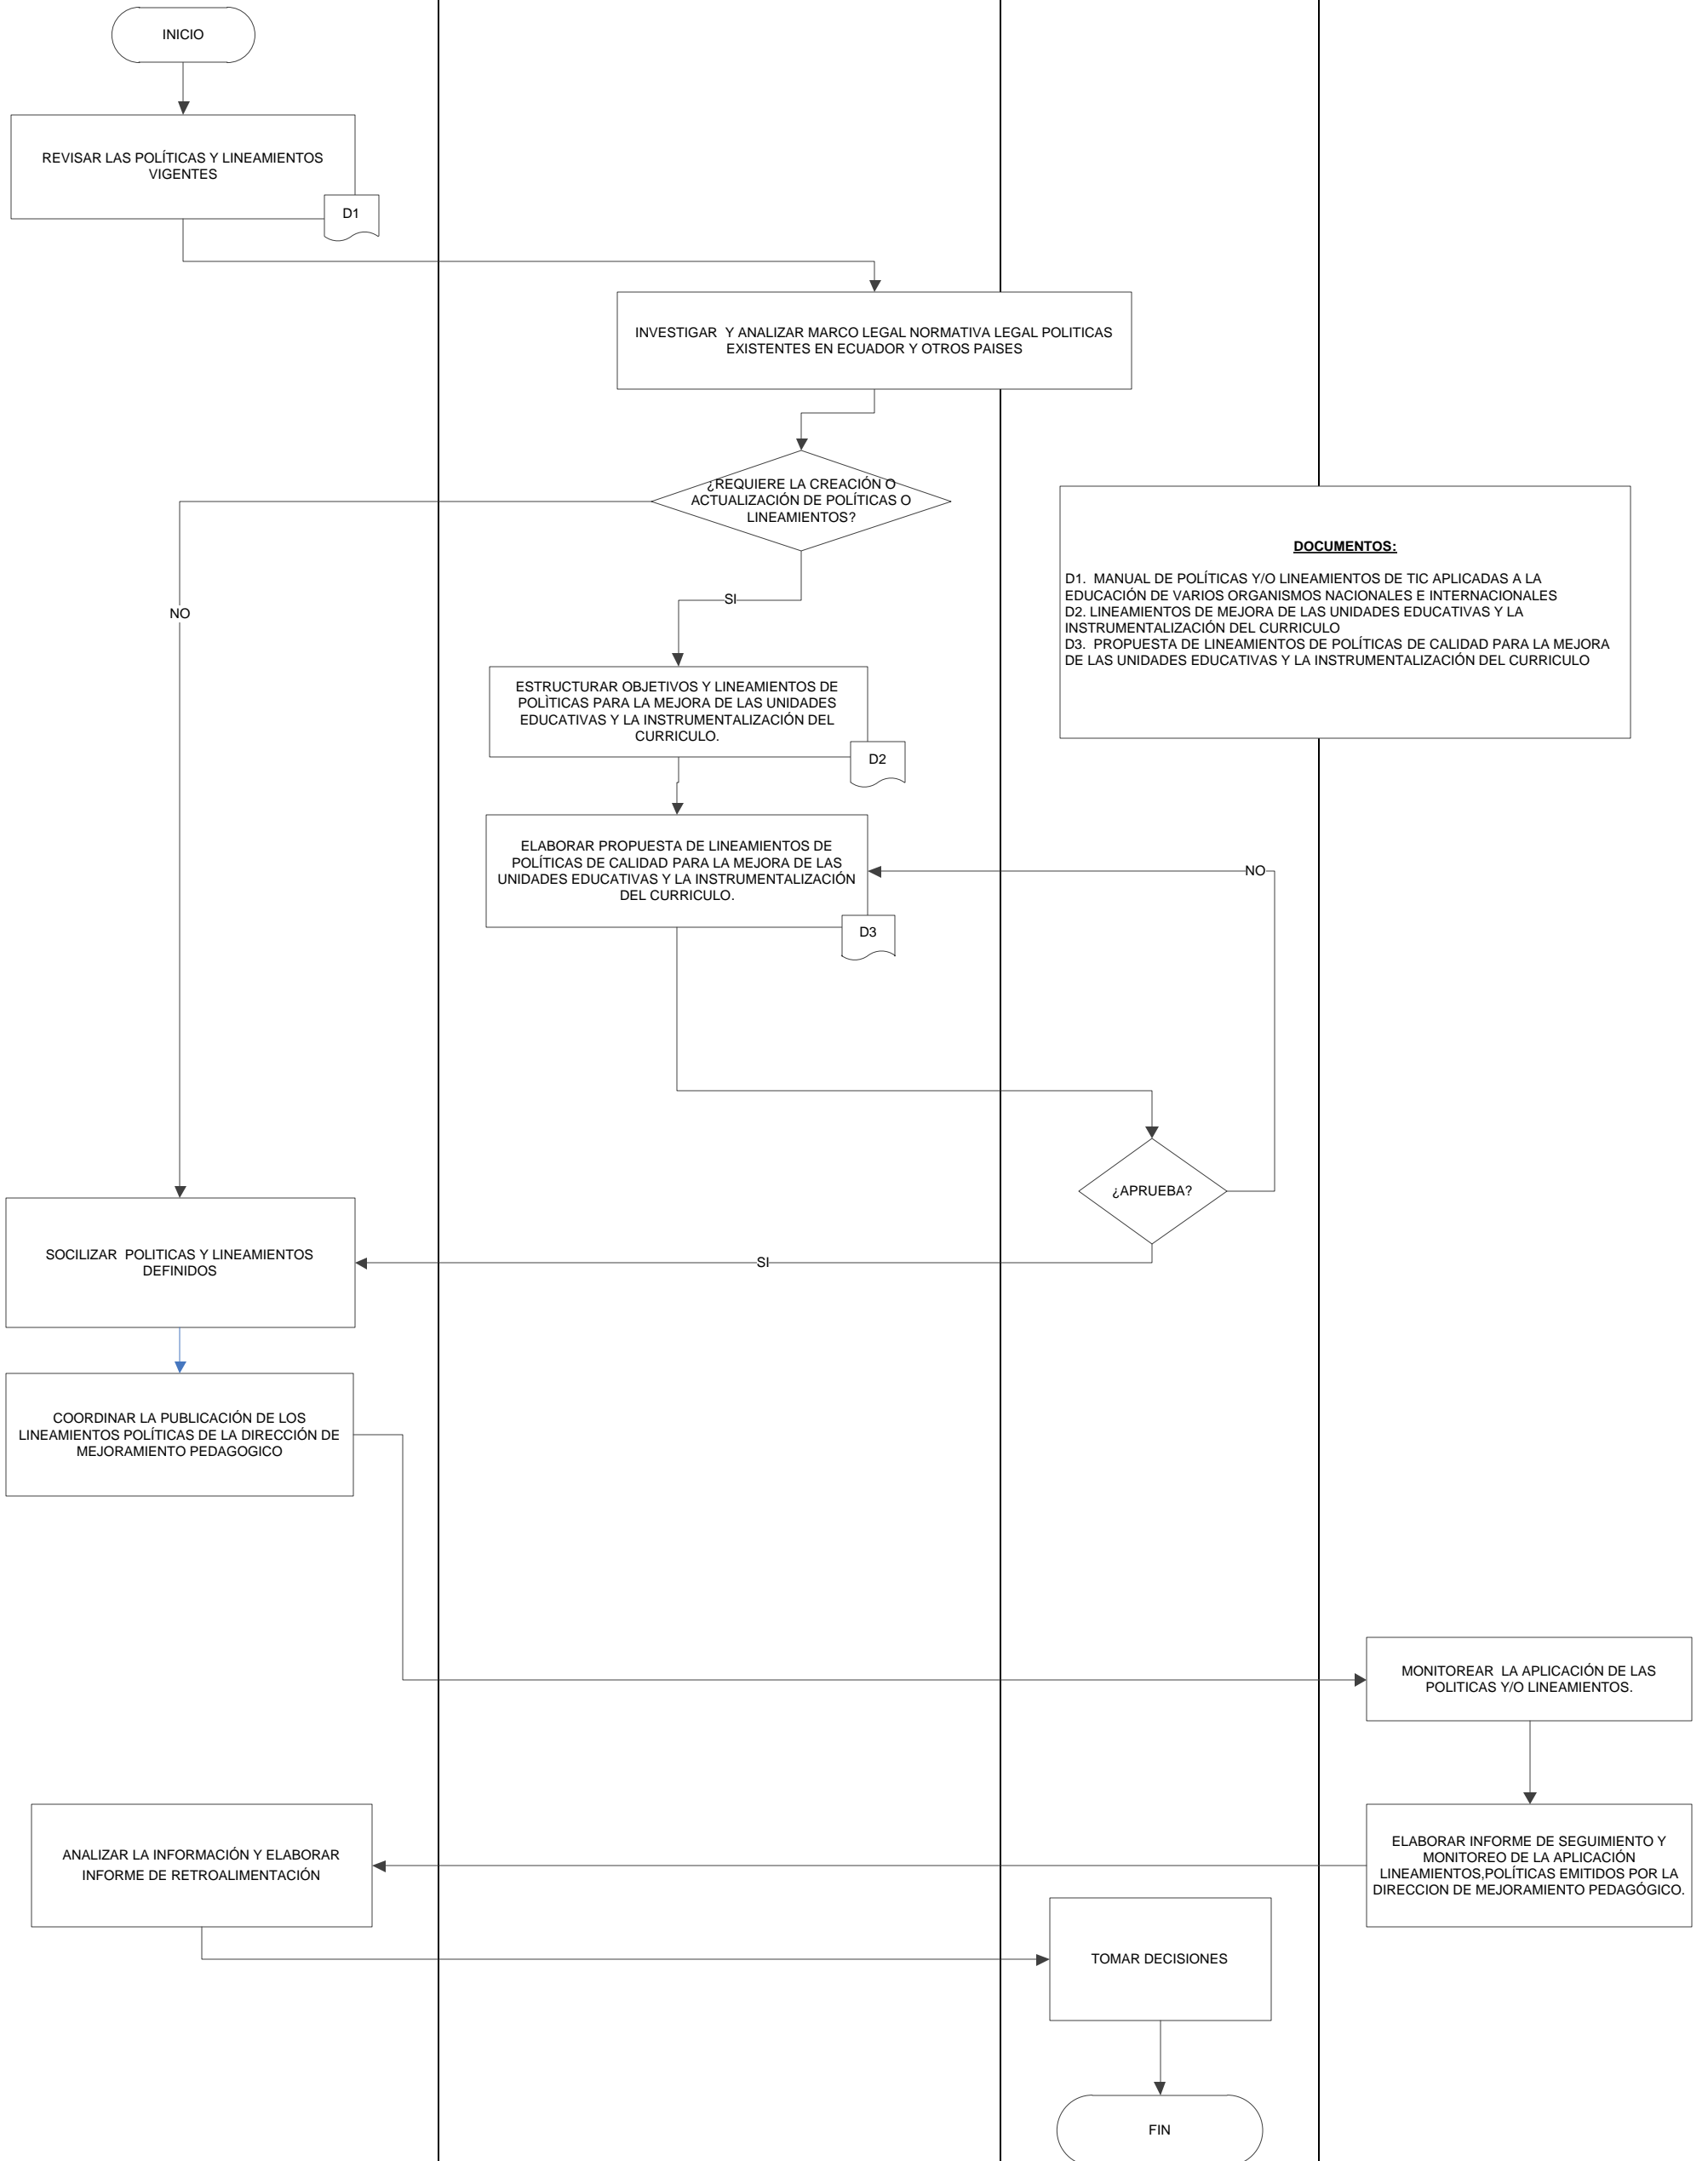 INICIO
REVISAR LAS POLÍTICAS Y LINEAMIENTOS
VIGENTES
D1
INVESTIGAR  Y ANALIZAR MARCO LEGAL NORMATIVA LEGAL POLITICAS
EXISTENTES EN ECUADOR Y OTROS PAISES
¿REQUIERE LA CREACIÓN O
ACTUALIZACIÓN DE POLÍTICAS O
LINEAMIENTOS?
NO
SI
DOCUMENTOS:
D1.  MANUAL DE POLÍTICAS Y/O LINEAMIENTOS DE TIC APLICADAS A LA
EDUCACIÓN DE VARIOS ORGANISMOS NACIONALES E INTERNACIONALES
D2. LINEAMIENTOS DE MEJORA DE LAS UNIDADES EDUCATIVAS Y LA
INSTRUMENTALIZACIÓN DEL CURRICULO
D3.  PROPUESTA DE LINEAMIENTOS DE POLÍTICAS DE CALIDAD PARA LA MEJORA
DE LAS UNIDADES EDUCATIVAS Y LA INSTRUMENTALIZACIÓN DEL CURRICULO
ESTRUCTURAR OBJETIVOS Y LINEAMIENTOS DE
POLÌTICAS PARA LA MEJORA DE LAS UNIDADES
EDUCATIVAS Y LA INSTRUMENTALIZACIÓN DEL
CURRICULO.
D2
ELABORAR PROPUESTA DE LINEAMIENTOS DE
POLÍTICAS DE CALIDAD PARA LA MEJORA DE LAS
UNIDADES EDUCATIVAS Y LA INSTRUMENTALIZACIÓN
DEL CURRICULO.
D3
NO
¿APRUEBA?
SI
SOCILIZAR  POLITICAS Y LINEAMIENTOS
DEFINIDOS
COORDINAR LA PUBLICACIÓN DE LOS
LINEAMIENTOS POLÍTICAS DE LA DIRECCIÓN DE
MEJORAMIENTO PEDAGOGICO
MONITOREAR  LA APLICACIÓN DE LAS
POLITICAS Y/O LINEAMIENTOS.
ELABORAR INFORME DE SEGUIMIENTO Y
MONITOREO DE LA APLICACIÓN
LINEAMIENTOS,POLÍTICAS EMITIDOS POR LA
DIRECCION DE MEJORAMIENTO PEDAGÓGICO.
ANALIZAR LA INFORMACIÓN Y ELABORAR
INFORME DE RETROALIMENTACIÓN
TOMAR DECISIONES
FIN